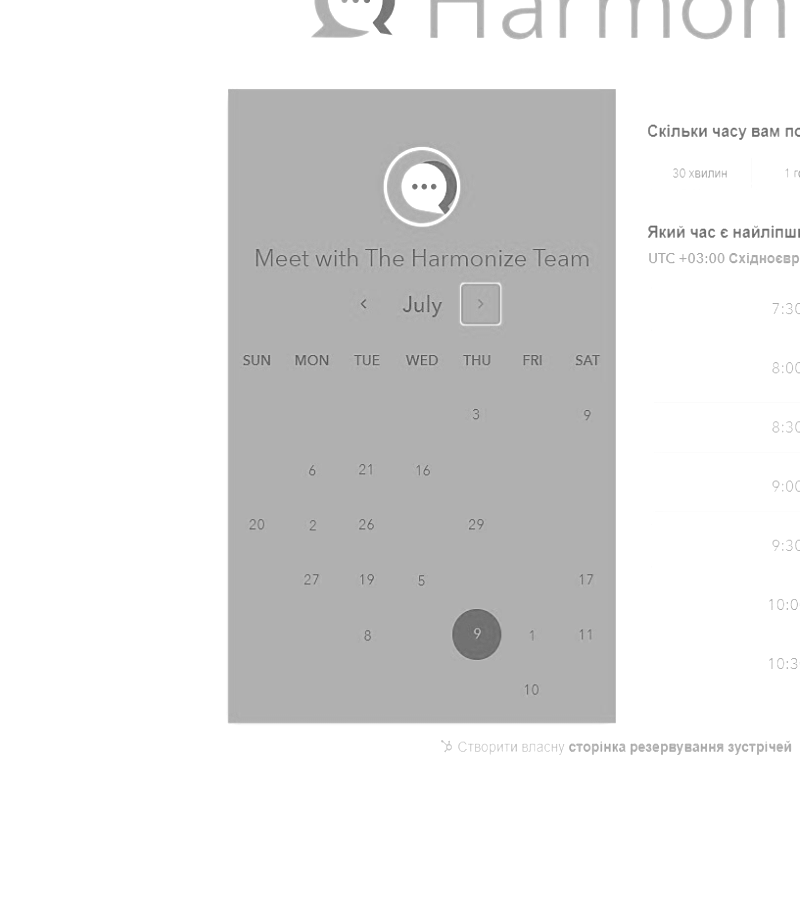 Harmon
Meet with The Harmonize Team
July
SUN MON TUE WED THU FRI SAT
3 9
6 21 16
20 2 26 29
27 19 5 17
8 9 1 11
10
Скільки часу вам по
30 хвилин 1 го
Який час є найліпши
UTC +03:00 Східноєвр
7:30
8:00
8:30
9:00
9:30
10:0
10:3
Створити власну сторінка резервування зустрічей